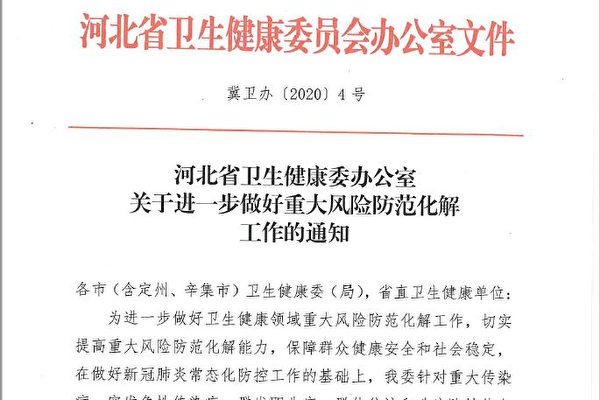 河北省卫生健康委员会办公室文件
冀卫办〔2020〕4 号
河北省卫生健康委办公室
关于进一步做好重大风险防范化解
工作的通知
各市（含定州、辛集市）卫生健康委（局），省直卫生健康单位：
为进一步做好卫生健康领域重大风险防范化解工作，切实
提高重大风险防范化解能力，保障群众健康安全和社会稳定，
在做好新冠肺炎常态化防控工作的基础上，我委针对重大传染